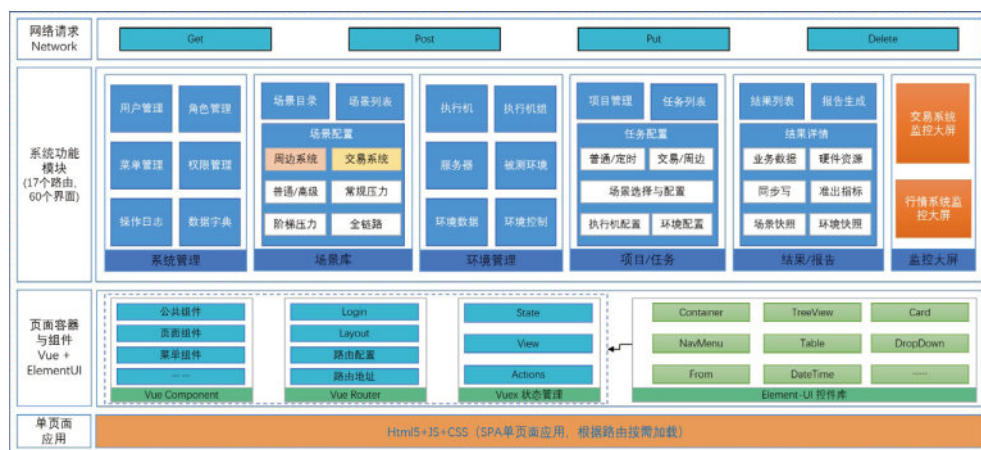 网络请求
Network
Get
Post
Put
Delete
系统功能
模块
(17个路由,
60个界面)
用户管理
角色管理
菜单管理
权限管理
操作日志
数据字典
系统管理
场景目录
场景列表
场景配置
周边系统
交易系统
普通/高级
常规压力
阶梯压力
全链路
场景库
执行机
执行机组
服务器
被测环境
环境数据
环境控制
环境管理
项目管理
任务列表
任务配置
普通/定时
交易/周边
场景选择与配置
执行机配置
环境配置
项目/任务
结果列表
报告生成
结果详情
业务数据
硬件资源
同步写
准出指标
场景快照
环境快照
结果/报告
交易系统
监控大屏
行情系统监
控大屏
监控大屏
页面容器
与组件
Vue +
ElementUI
公共组件
页面组件
菜单组件
······
Vue Component
Login
Layout
路由配置
路由地址
Vue Router
State
View
Actions
Vuex 状态管理
Container
TreeView
Card
NavMenu
Table
DropDown
From
DateTime
······
Element-UI 控件库
单页面
应用
Html5+JS+CSS（SPA单页面应用，根据路由按需加载）